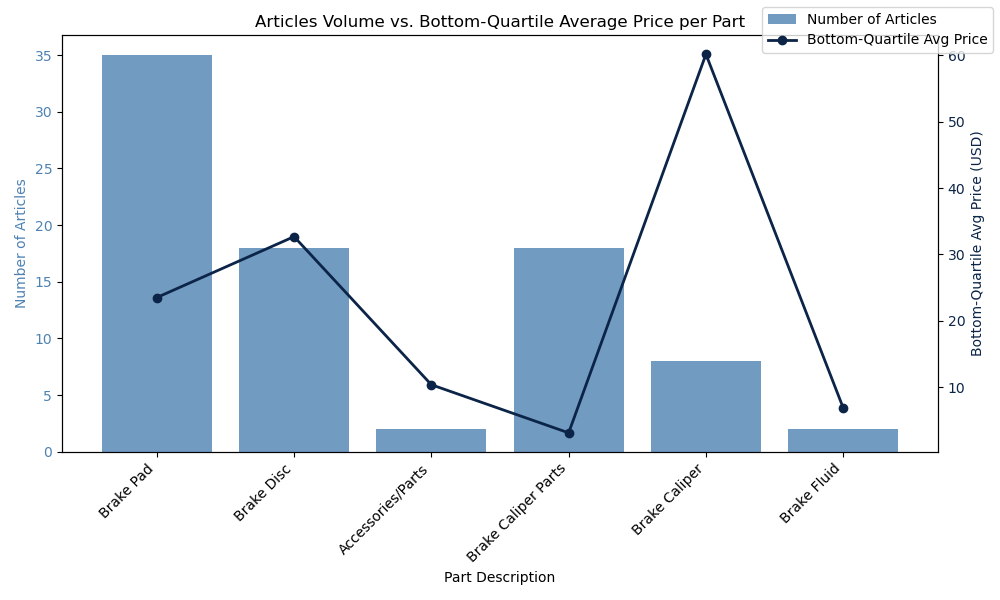 Articles Volume vs. Bottom-Quartile Average Price per Part
Number of Articles
Bottom-Quartile Avg Price
35
30
25
20
15
10
5
0
Number of Articles
60
50
40
30
20
10
Bottom-Quartile Avg Price (USD)
Brake Pad
Brake Disc
Accessories/Parts
Brake Caliper Parts
Brake Caliper
Brake Fluid
Part Description